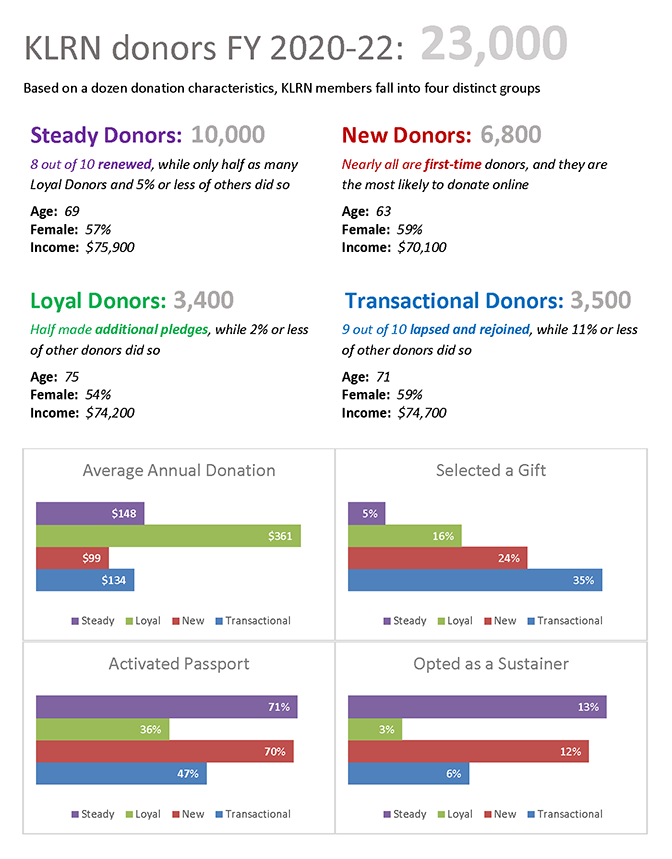 KLRN donors FY 2020-22: 23,000
Based on a dozen donation characteristics, KLRN members fall into four distinct groups
Steady Donors: 10,000
8 out of 10 renewed, while only half as many
Loyal Donors and 5% or less of others did so
Age: 69
Female: 57%
Income: $75,900
New Donors: 6,800
Nearly all are first-time donors, and they are
the most likely to donate online
Age: 63
Female: 59%
Income: $70,100
Loyal Donors: 3,400
Half made additional pledges, while 2% or less
of other donors did so
Age: 75
Female: 54%
Income: $74,200
Transactional Donors: 3,500
9 out of 10 lapsed and rejoined, while 11% or less
of other donors did so
Age: 71
Female: 59%
Income: $74,700
Average Annual Donation
$148
$361
$99
$134
Steady Loyal New Transactional
Selected a Gift
5%
16%
24%
35%
Steady Loyal New Transactional
Activated Passport
71%
36%
70%
47%
Steady Loyal New Transactional
Opted as a Sustainer
13%
3%
12%
6%
Steady Loyal New Transactional